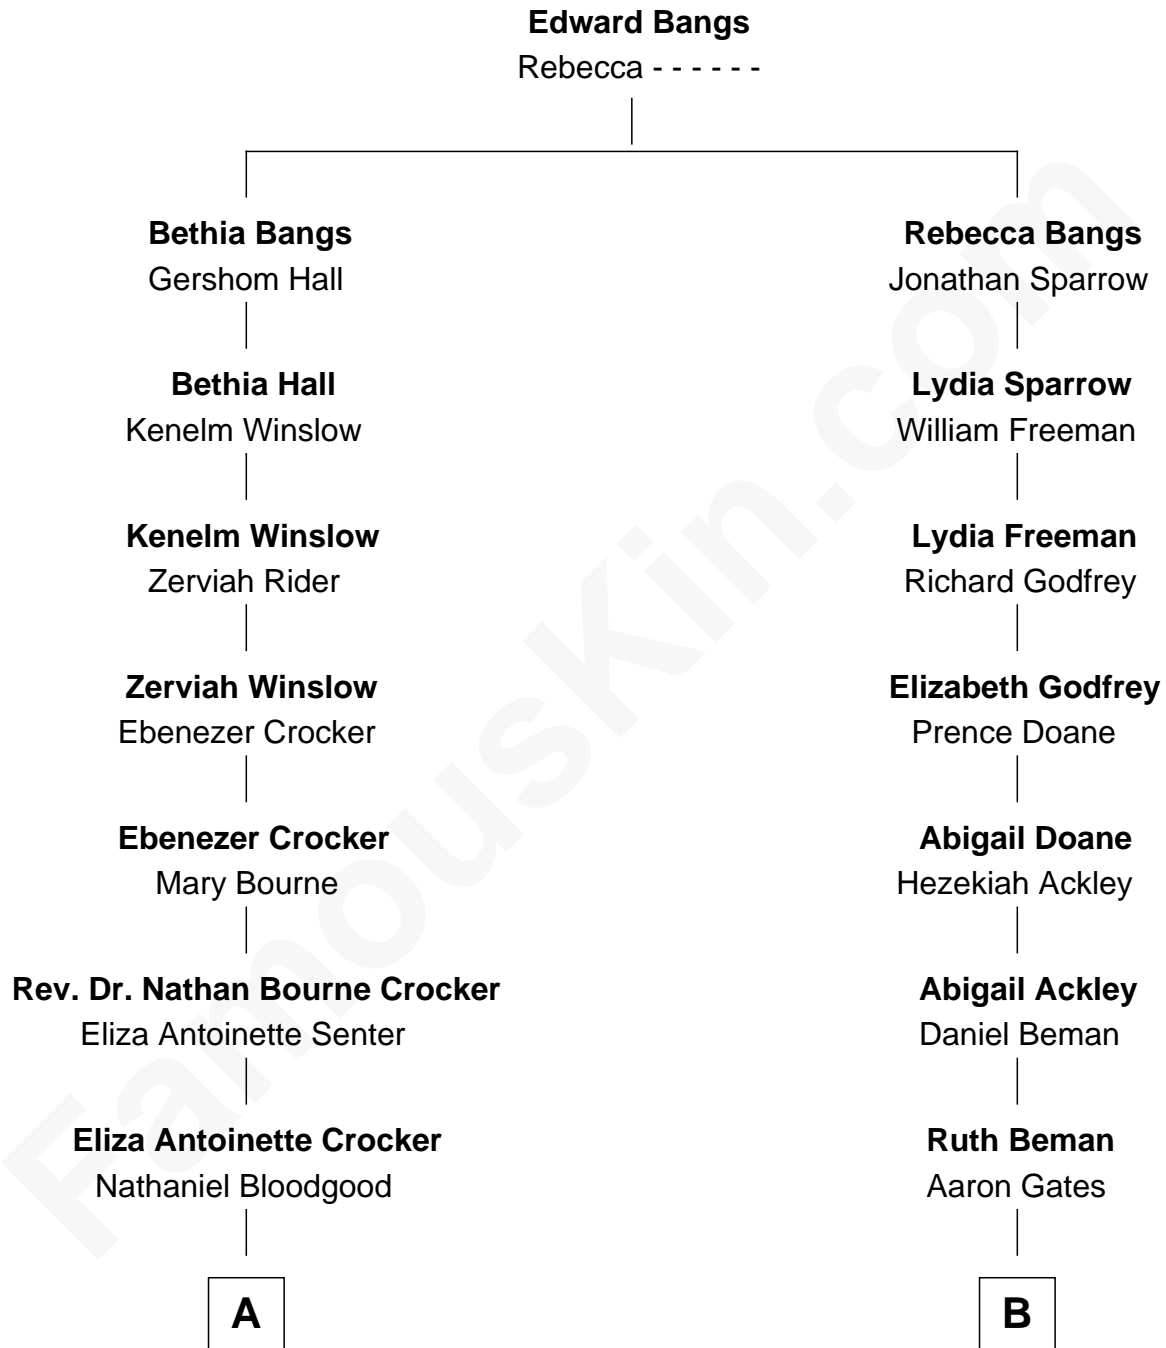 Edward Bangs
Rebecca - - - - - -
Bethia Bangs
Gershom Hall
Rebecca Bangs
Jonathan Sparrow
Bethia Hall
Kenelm Winslow
Lydia Sparrow
William Freeman
Kenelm Winslow
Zerviah Rider
Lydia Freeman
Richard Godfrey
Zerviah Winslow
Ebenezer Crocker
Elizabeth Godfrey
Prence Doane
Ebenezer Crocker
Mary Bourne
Abigail Doane
Hezekiah Ackley
Rev. Dr. Nathan Bourne Crocker
Eliza Antoinette Senter
Abigail Ackley
Daniel Beman
Eliza Antoinette Crocker
Nathaniel Bloodgood
Ruth Beman
Aaron Gates
A
B
FamousKin.com